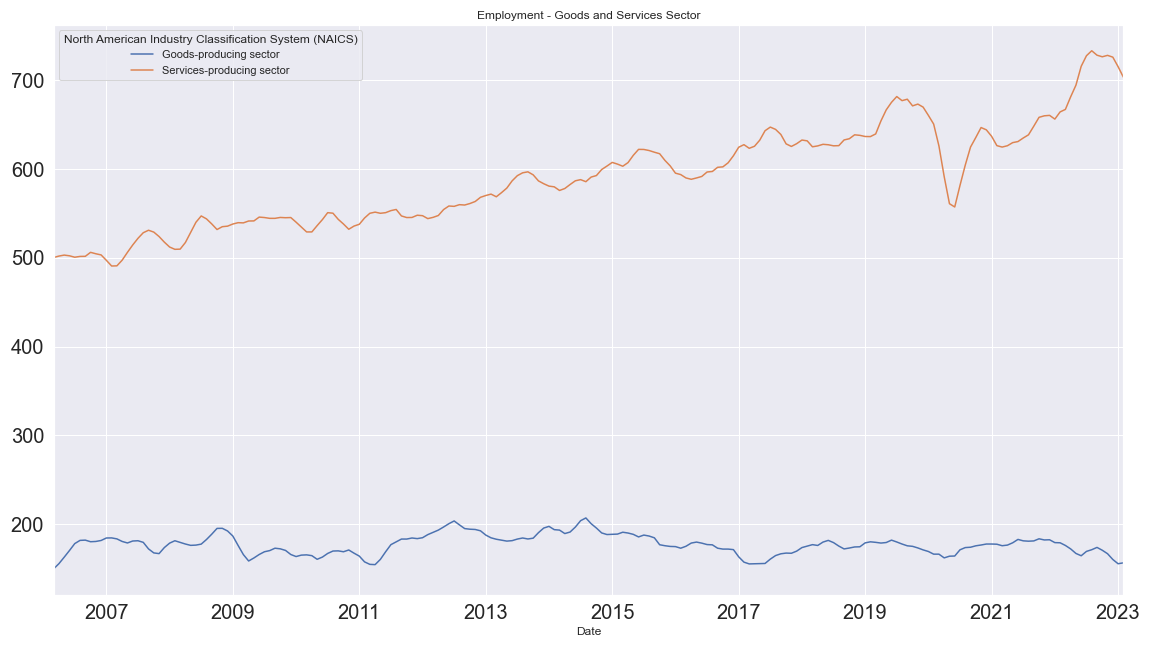 Employment - Goods and Services Sector
North American Industry Classification System (NAICS)
Goods-producing sector
Services-producing sector
700
600
500
400
300
200
2007 2009 2011 2013 2015 2017 2019 2021 2023
Date